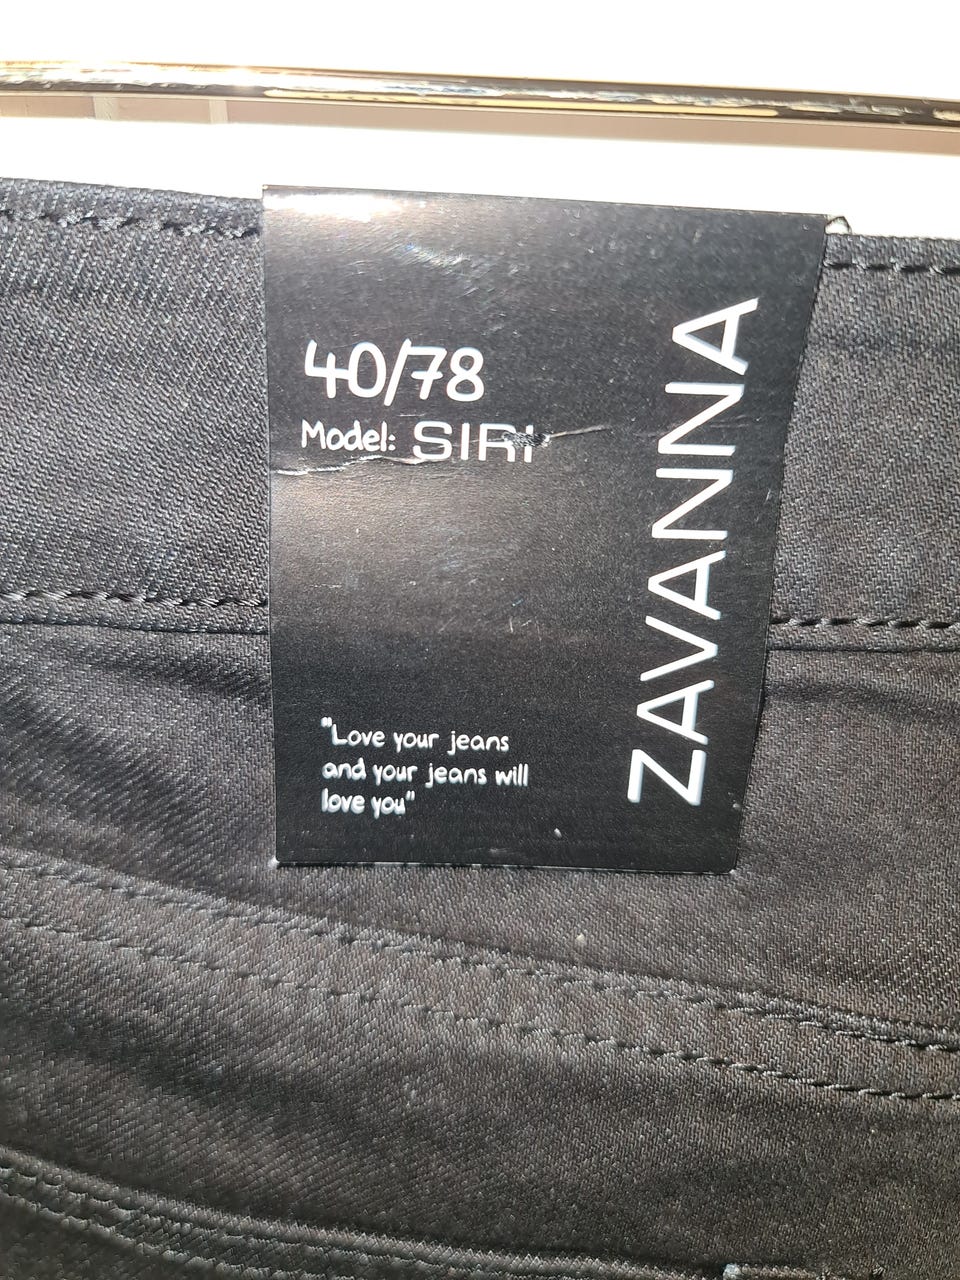 40/78
Model: SIRI
"Love your jeans
and your jeans will
love you"
ZAVANNA